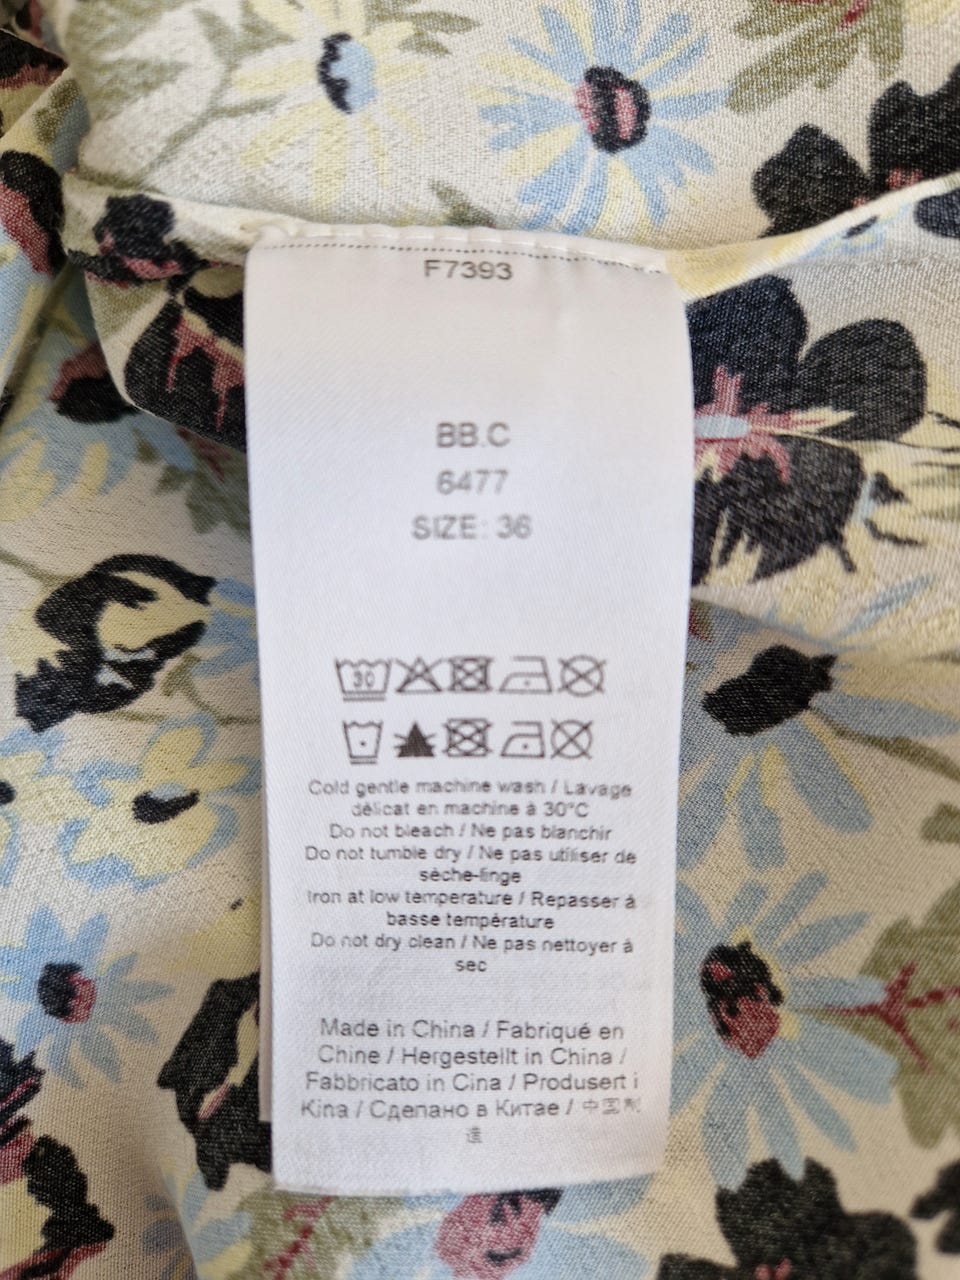 F7393
BB.C
6477
SIZE: 36
30
Cold gentle machine wash / Lavage
délicat en machine à 30°C
Do not bleach / Ne pas blanchir
Do not tumble dry / Ne pas utiliser de
sèche-linge
Iron at low temperature / Repasser à
basse température
Do not dry clean / Ne pas nettoyer à
sec
Made in China / Fabriqué en
Chine / Hergestellt in China /
Fabbricato in Cina / Produsert i
Kina / Сделано в Китае / 中国制
造